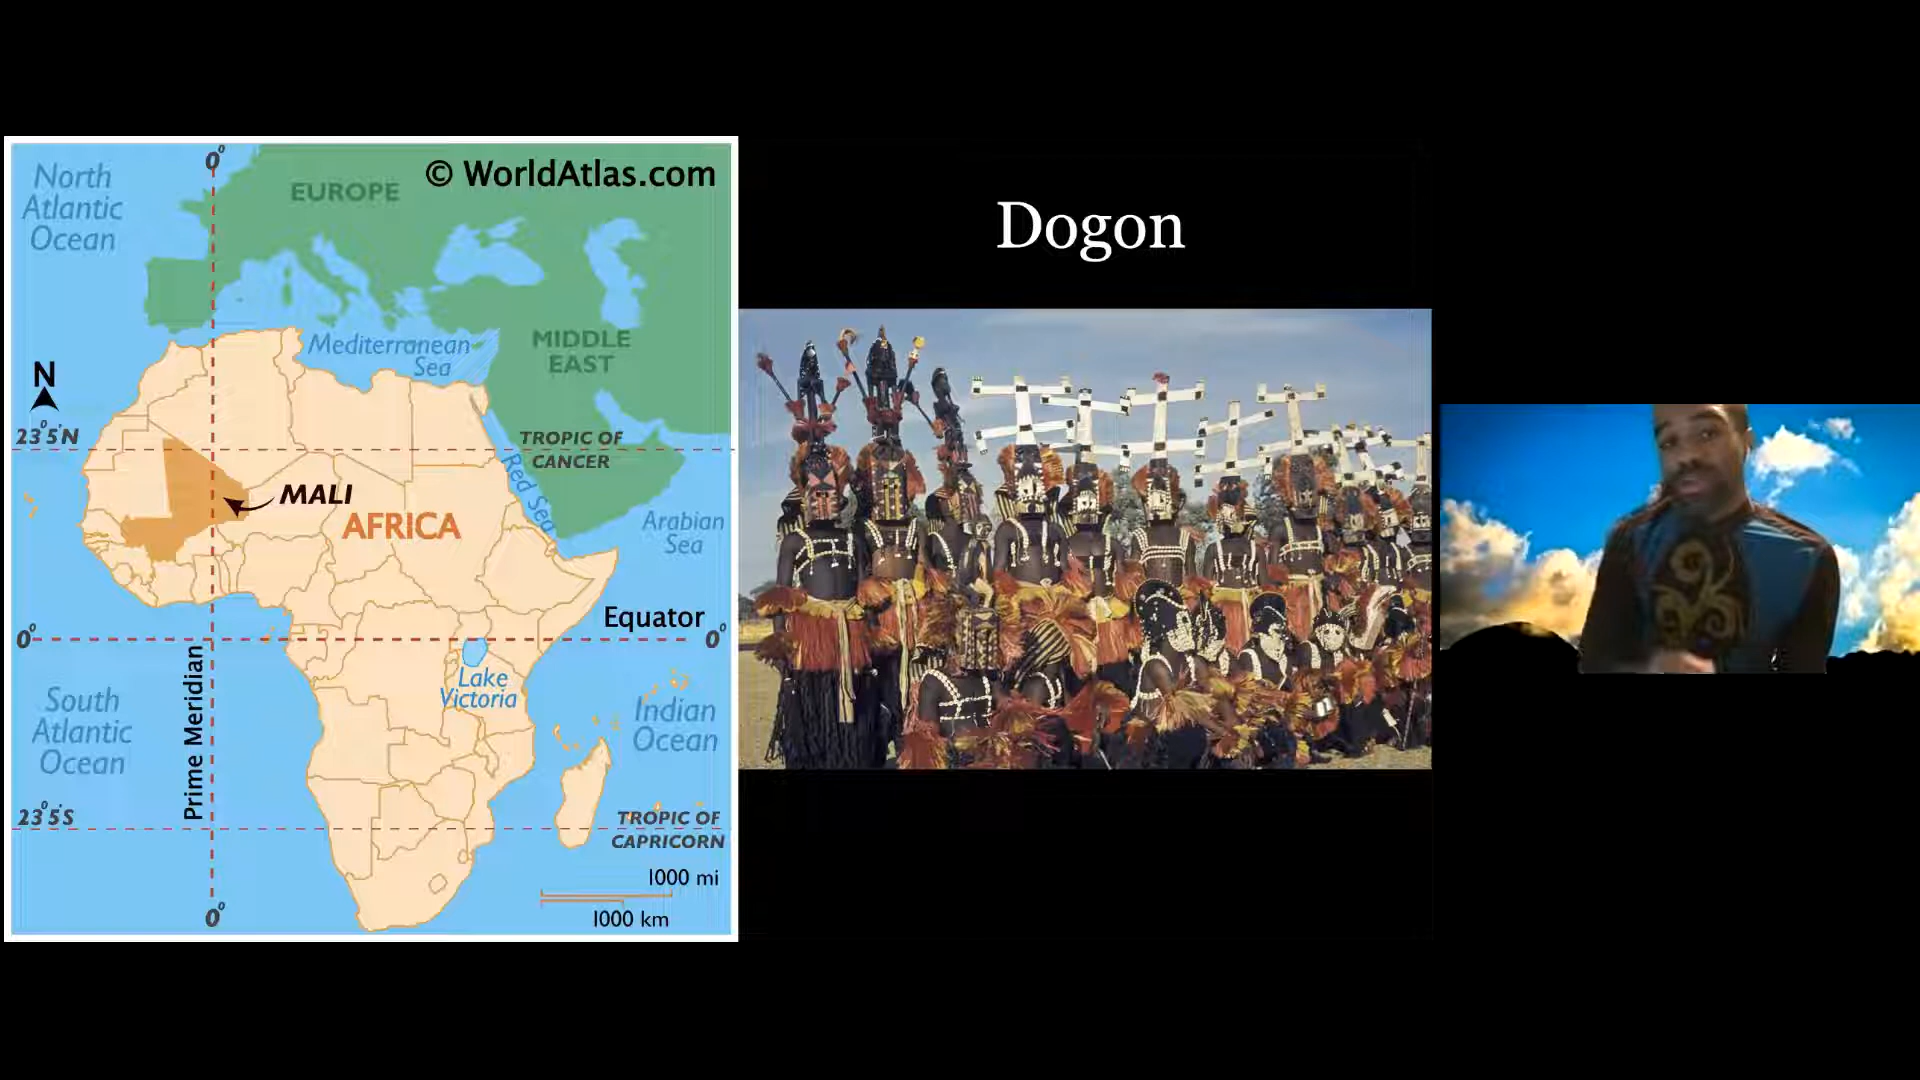 0°
© WorldAtlas.com
North
Atlantic
Ocean
EUROPE
Mediterranean
Sea
MIDDLE
EAST
N
23°5'N
TROPIC OF
CANCER
Red Sea
MALI
AFRICA
Arabian
Sea
Equator
0°
0°
Lake
Victoria
Prime Meridian
South
Atlantic
Ocean
Indian
Ocean
23°5'S
TROPIC OF
CAPRICORN
1000 mi
1000 km
0°
Dogon